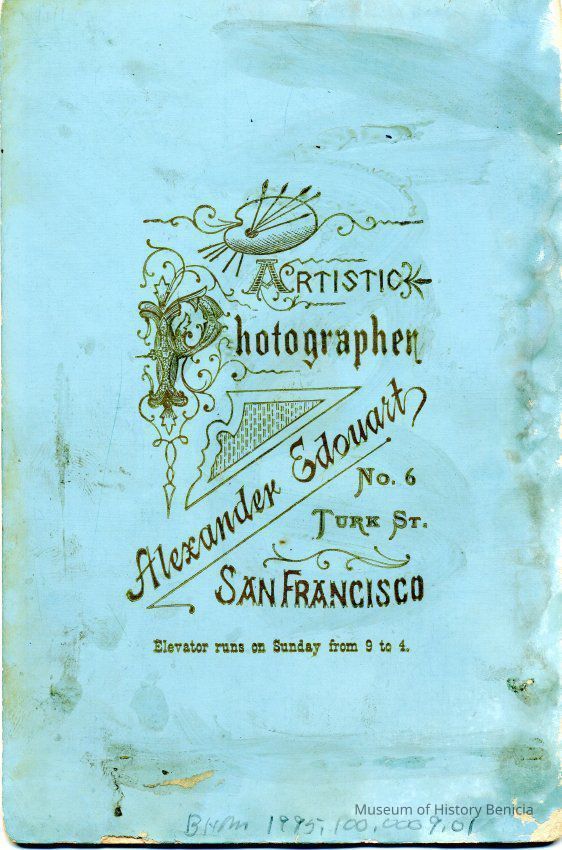 ARTISTIC
Photographer
Alexander Edouart
No. 6
TURK ST.
SAN FRANCISCO
Elevator runs on Sunday from 9 to 4.
Museum of History Benicia
BHM 1995.100.0009.01